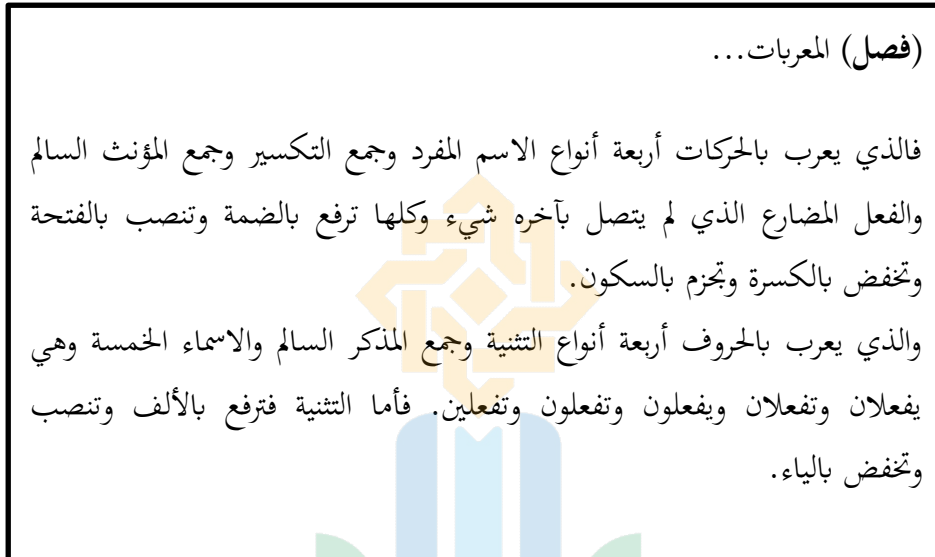 (فصل) المعربات...
فالذي يعرب بالحركات أربعة أنواع الاسم المفرد وجمع التكسير وجمع المؤنث السالم
والفعل المضارع الذي لم يتصل بآخره شيء وكلها ترفع بالضمة وتنصب بالفتحة
وتخفض بالكسرة وتجزم بالسكون.
والذي يعرب بالحروف أربعة أنواع التثنية وجمع المذكر السالم والاسماء الخمسة وهي
يفعلان وتفعلان ويفعلون وتفعلون وتفعلين. فأما التثنية فترفع بالألف وتنصب
وتخفض بالياء.